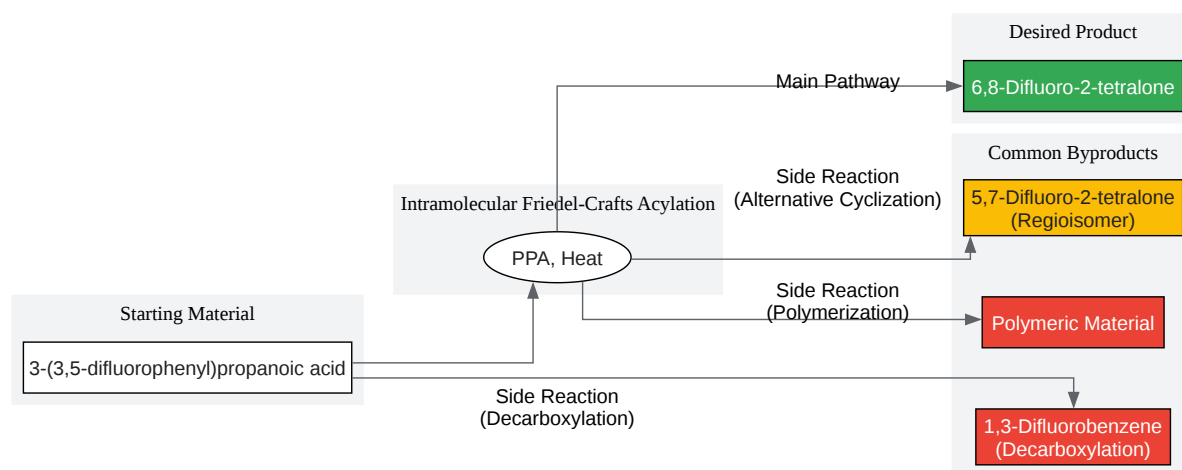 Desired Product
6,8-Difluoro-2-tetralone
Main Pathway
Common Byproducts
Side Reaction
(Alternative Cyclization)
5,7-Difluoro-2-tetralone
(Regioisomer)
Intramolecular Friedel-Crafts Acylation
PPA, Heat
Side Reaction
(Polymerization)
Polymeric Material
Starting Material
3-(3,5-difluorophenyl)propanoic acid
Side Reaction
(Decarboxylation)
1,3-Difluorobenzene
(Decarboxylation)